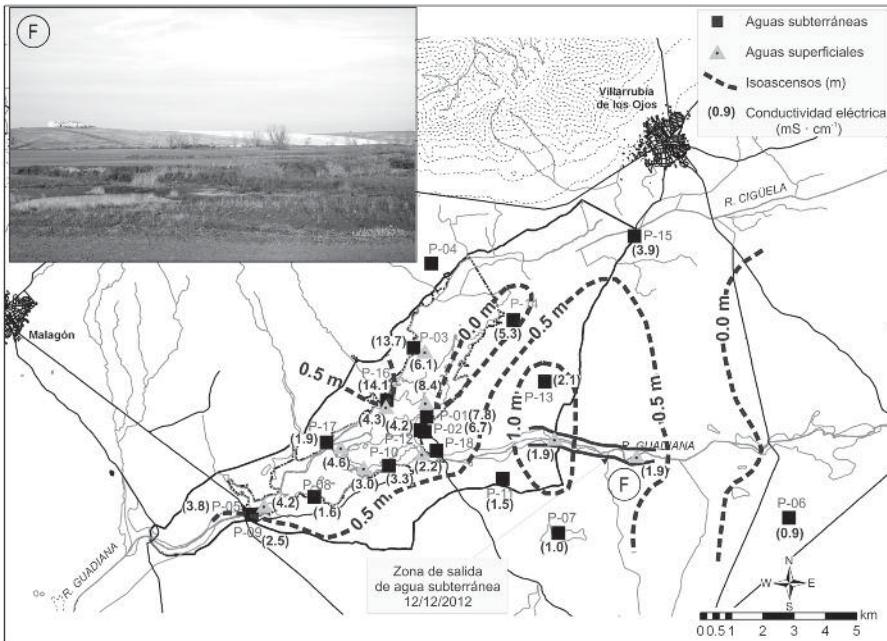 F
Aguas subterráneas
Aguas superficiales
Isoascensos (m)
(0.9) Conductividad eléctrica
(mS · cm⁻¹)
Villarrubia
de los Ojos
R. CIGÜELA
P-15
(3.9)
P-04
Malagón
0.0 m
P-14
(5.3)
0.5 m
0.0 m
(13.7)
P-03
(6.1)
0.5 m
P-16
(14.1)
(8.4)
P-13
(2.1)
0.5 m
(4.3)
(4.2)
P-01 (7.8)
P-02 (6.7)
1.0 m
P-17
(1.9)
P-12
P-18
R. GUADIANA
(4.6)
P-10
(2.2)
(1.9)
(1.9)
(3.0)
(3.3)
F
P-08
P-11
(1.5)
(3.8)
P-05
(4.2)
(1.6)
0.5 m
P-06
(0.9)
P-09
(2.5)
P-07
(1.0)
R. GUADIANA
Zona de salida
de agua subterránea
12/12/2012
N
W E
S
km
0 0.5 1 2 3 4 5